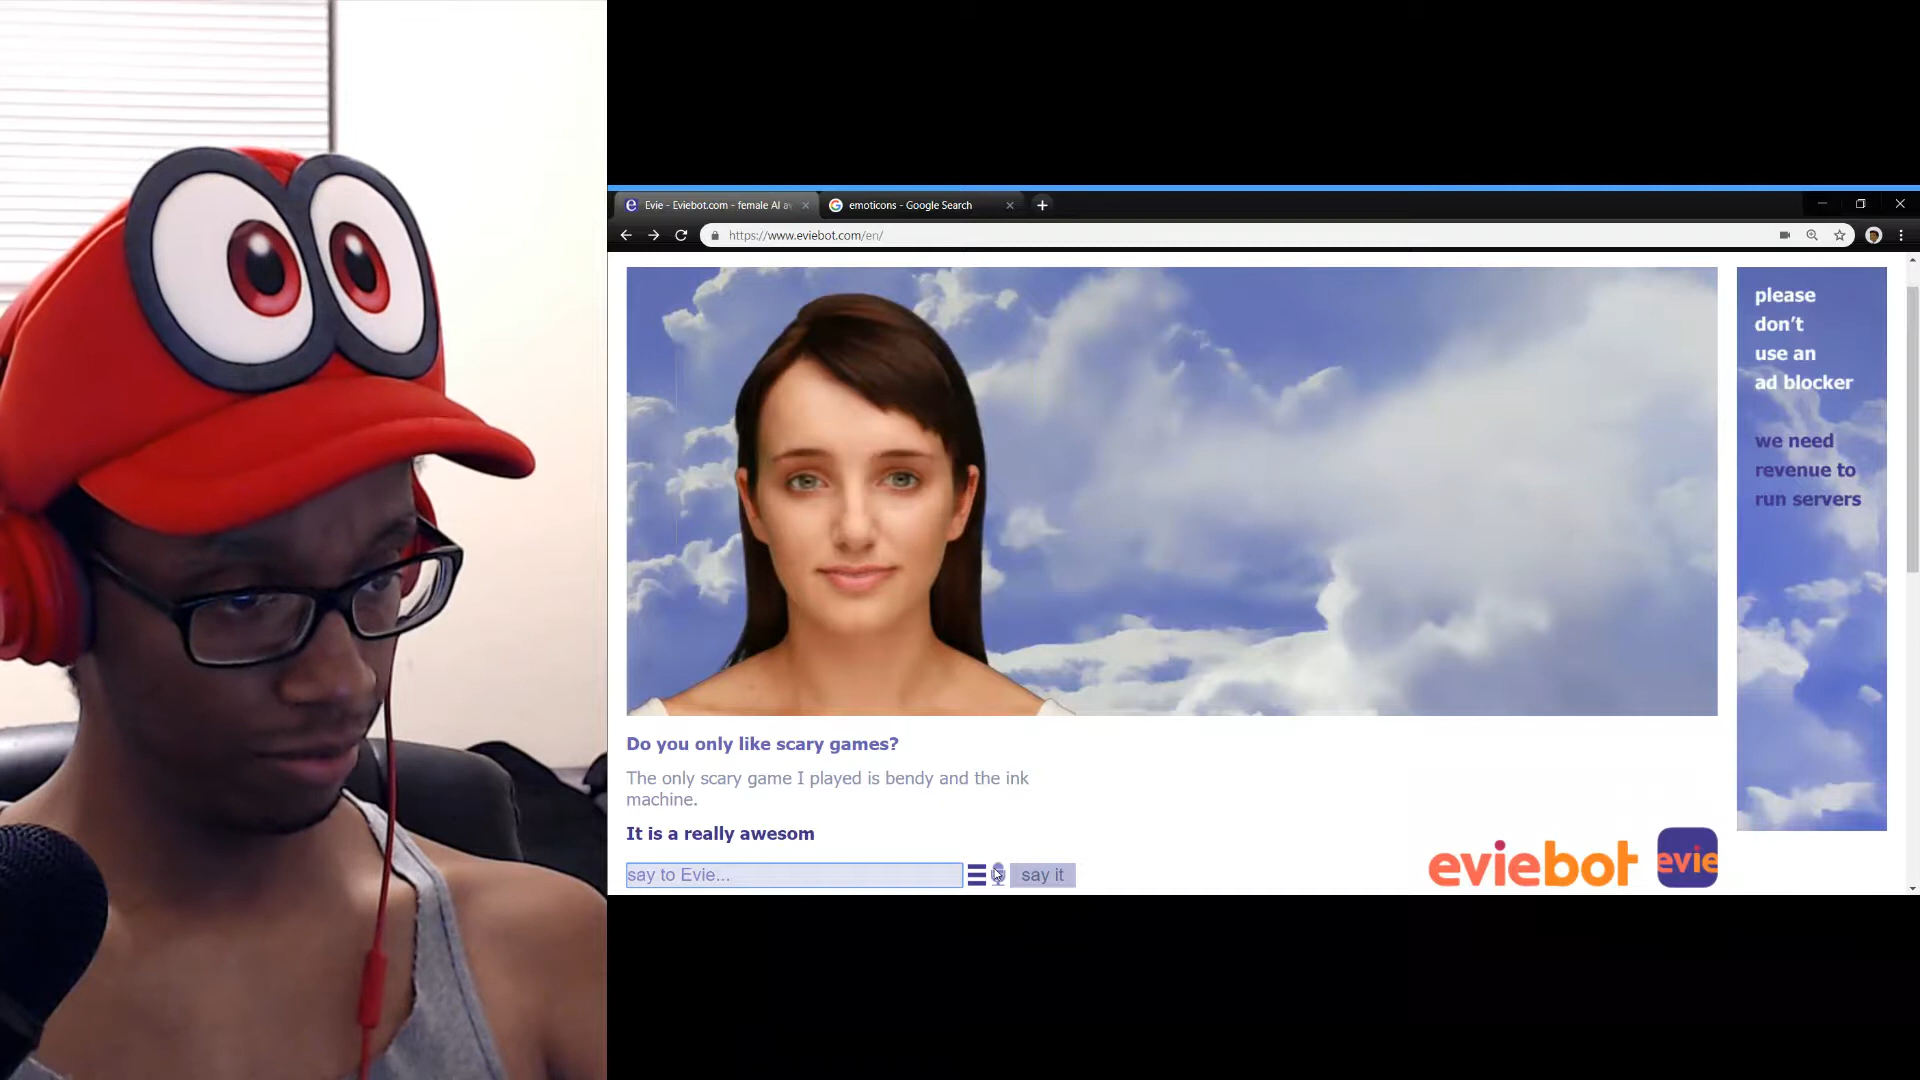 Evie - Eviebot.com - female AI av
emoticons - Google Search
https://www.eviebot.com/en/
please
don't
use an
ad blocker
we need
revenue to
run servers
Do you only like scary games?
The only scary game I played is bendy and the ink
machine.
It is a really awesom
say to Evie...
say it
eviebot
evie